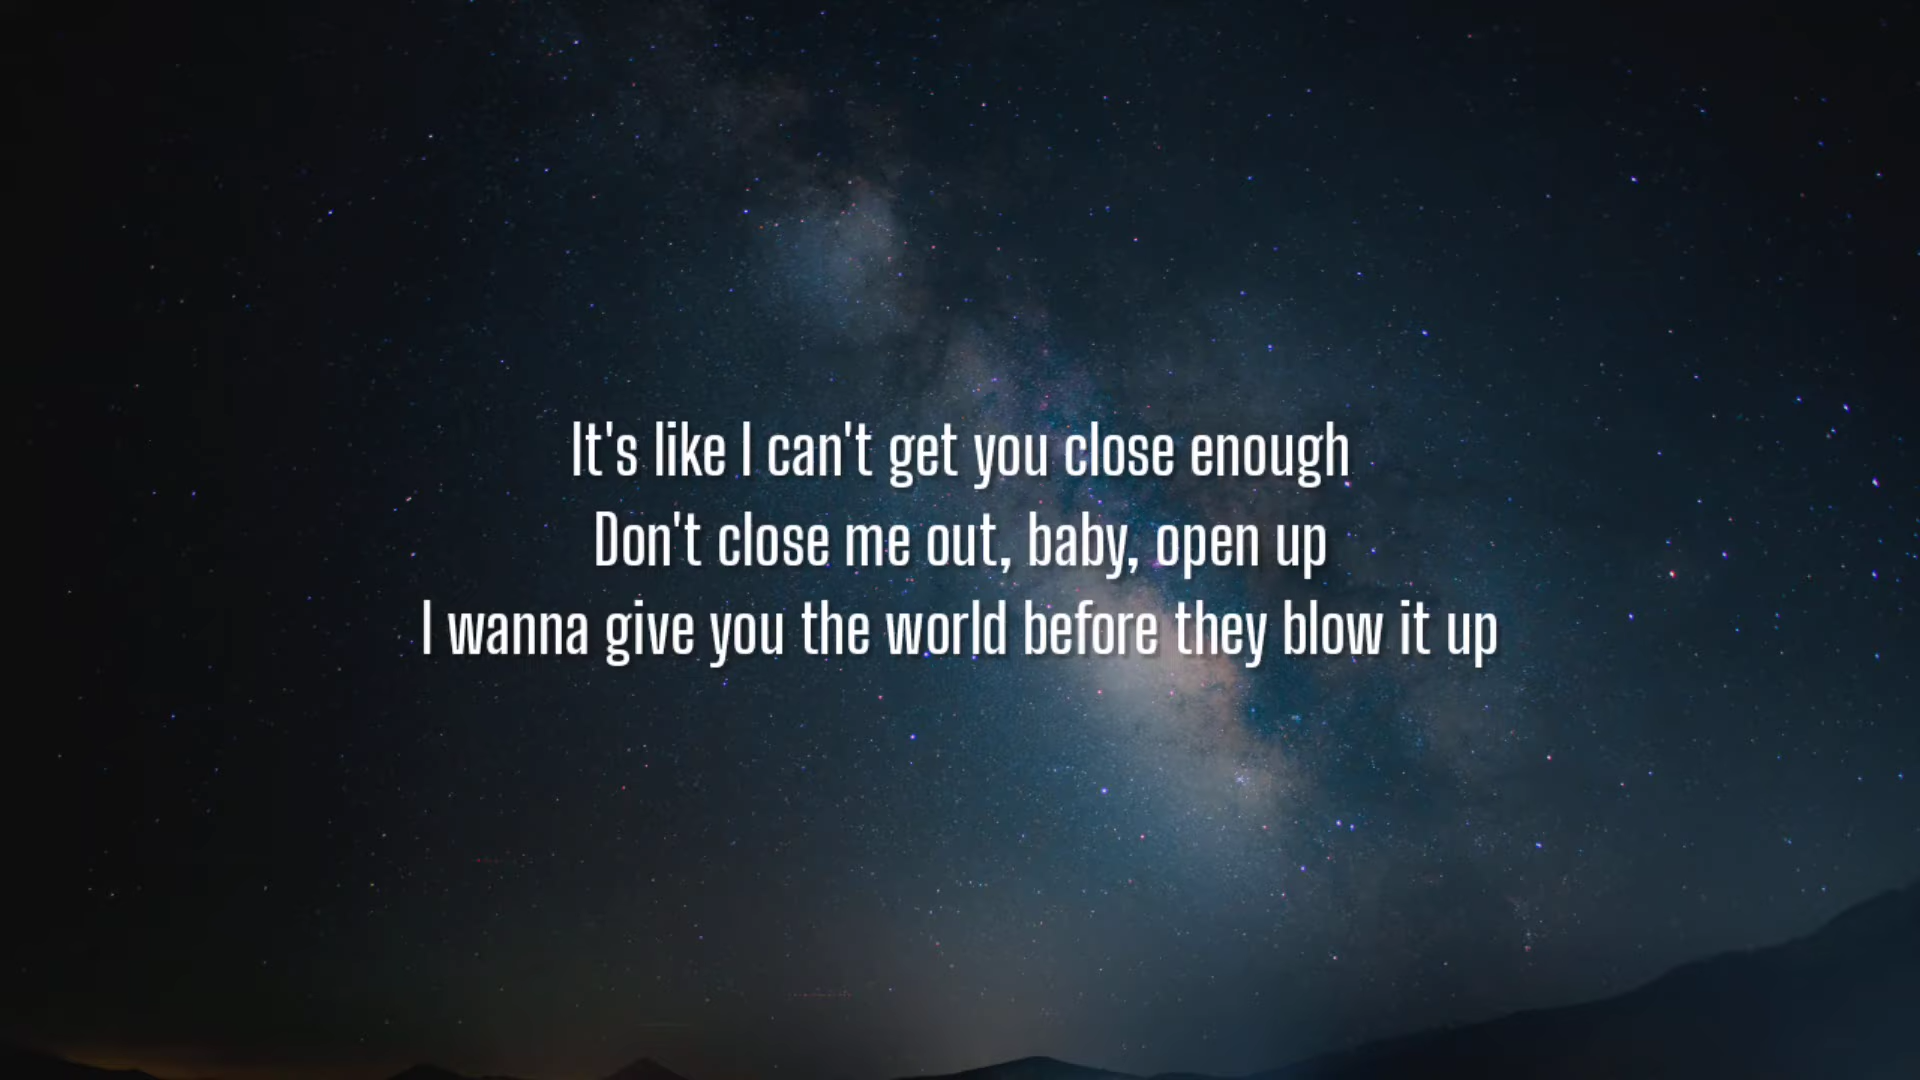 It's like I can't get you close enough
Don't close me out, baby, open up
I wanna give you the world before they blow it up